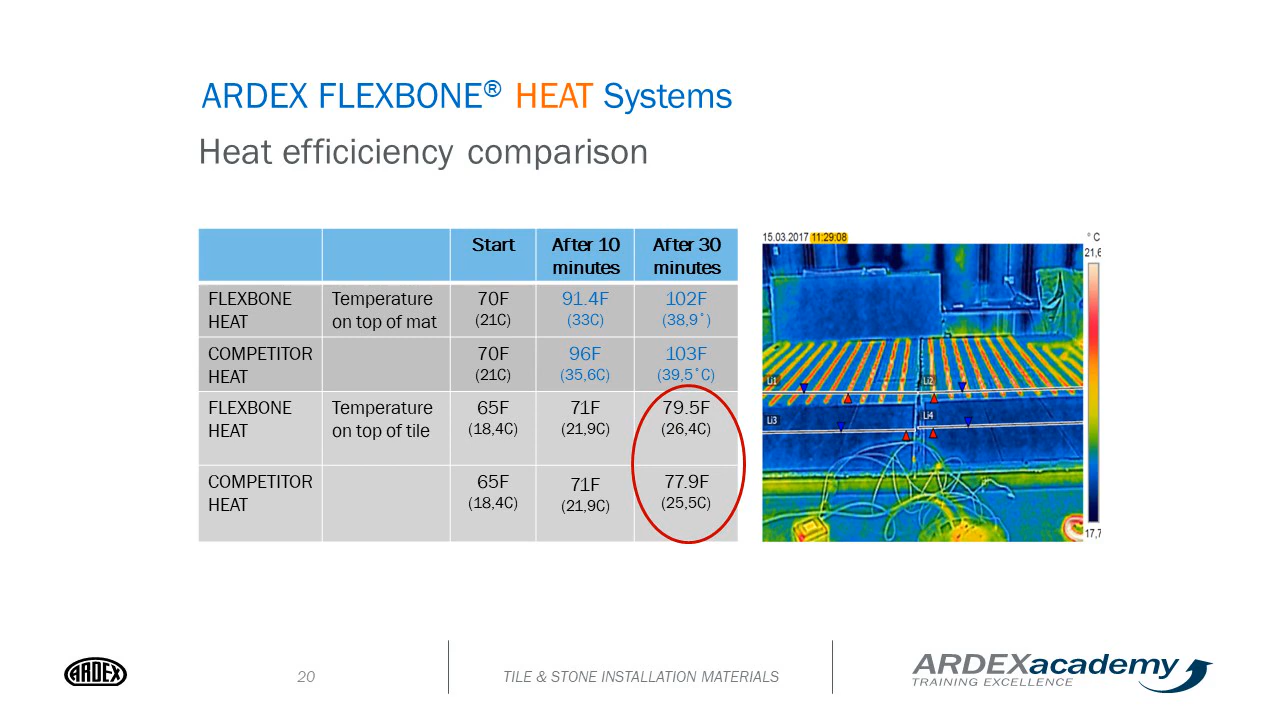 ARDEX FLEXBONE® HEAT Systems
Heat efficiciency comparison
Start
After 10
minutes
After 30
minutes
FLEXBONE
HEAT
Temperature
on top of mat
70F
(21C)
91.4F
(33C)
102F
(38,9˚)
COMPETITOR
HEAT
70F
(21C)
96F
(35,6C)
103F
(39,5˚C)
FLEXBONE
HEAT
Temperature
on top of tile
65F
(18,4C)
71F
(21,9C)
79.5F
(26,4C)
COMPETITOR
HEAT
65F
(18,4C)
71F
(21,9C)
77.9F
(25,5C)
15.03.2017 11:29:08
° C
21,6
Li1
Li2
Li3
Li4
17,7
ARDEX
20
TILE & STONE INSTALLATION MATERIALS
ARDEXacademy
TRAINING EXCELLENCE